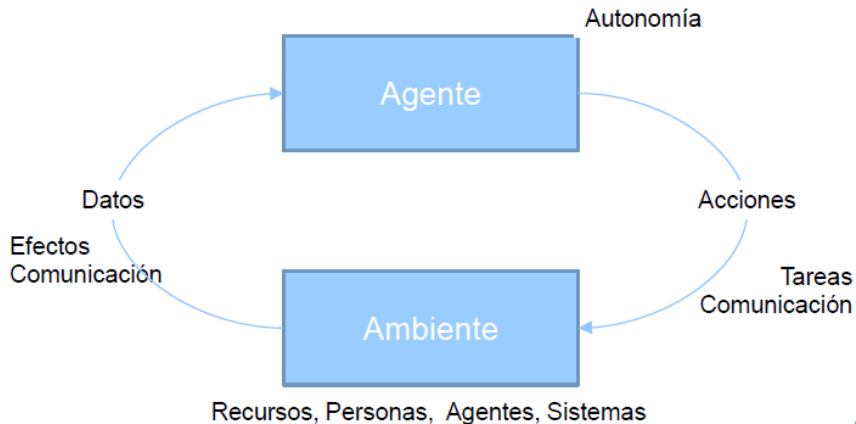 Autonomía
Agente
Datos
Acciones
Efectos
Comunicación
Tareas
Comunicación
Ambiente
Recursos, Personas, Agentes, Sistemas